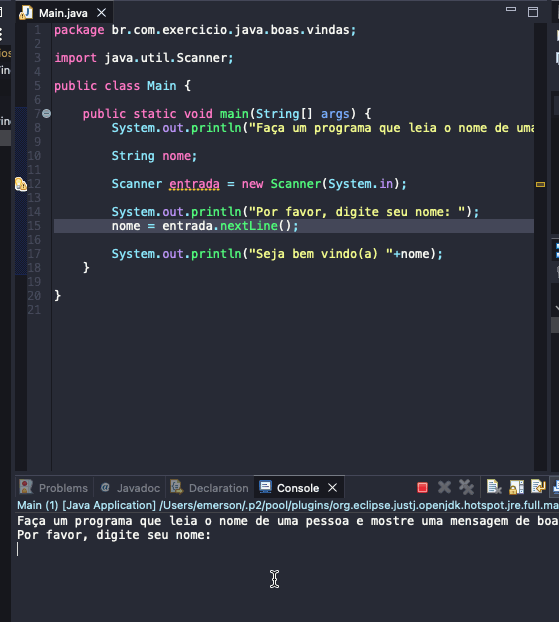 Main.java
1 package br.com.exercicio.java.boas.vindas;
2
3 import java.util.Scanner;
4
5 public class Main {
6
7 public static void main(String[] args) {
8 System.out.println("Faça um programa que leia o nome de uma
9
10 String nome;
11
12 Scanner entrada = new Scanner(System.in);
13
14 System.out.println("Por favor, digite seu nome: ");
15 nome = entrada.nextLine();
16
17 System.out.println("Seja bem vindo(a) "+nome);
18 }
19
20 }
21
Problems @ Javadoc Declaration Console
Main (1) [Java Application] /Users/emerson/.p2/pool/plugins/org.eclipse.justj.openjdk.hotspot.jre.full.ma
Faça um programa que leia o nome de uma pessoa e mostre uma mensagem de boa
Por favor, digite seu nome: